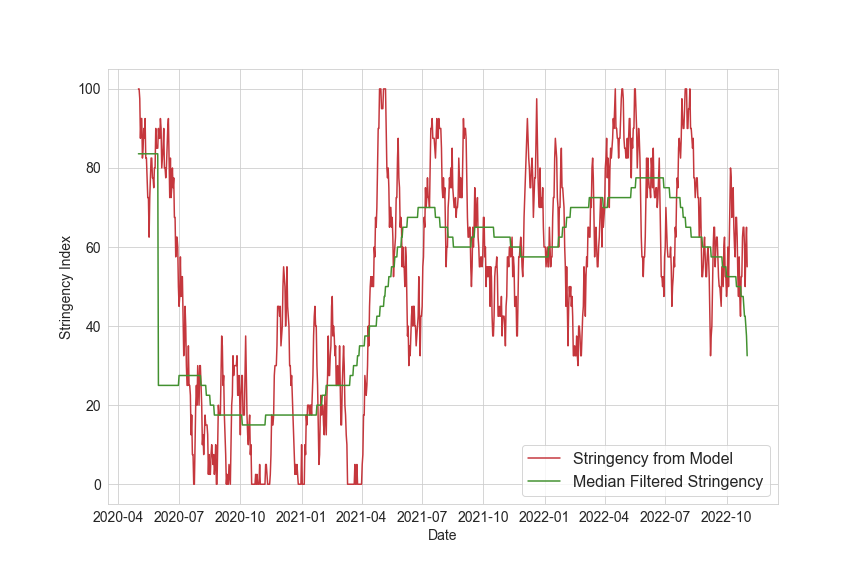 100
80
60
40
20
0
Stringency Index
Stringency from Model
Median Filtered Stringency
2020-04 2020-07 2020-10 2021-01 2021-04 2021-07 2021-10 2022-01 2022-04 2022-07 2022-10
Date